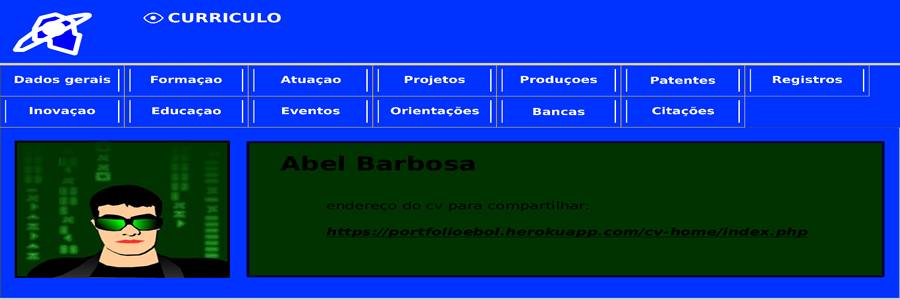 CURRICULO
Dados gerais Formaçao Atuaçao Projetos Produçoes Patentes Registros
Inovaçao Educaçao Eventos Orientações Bancas Citações
Abel Barbosa
endereço do cv para compartilhar:
https://portfolioebol.herokuapp.com/cv-home/index.php